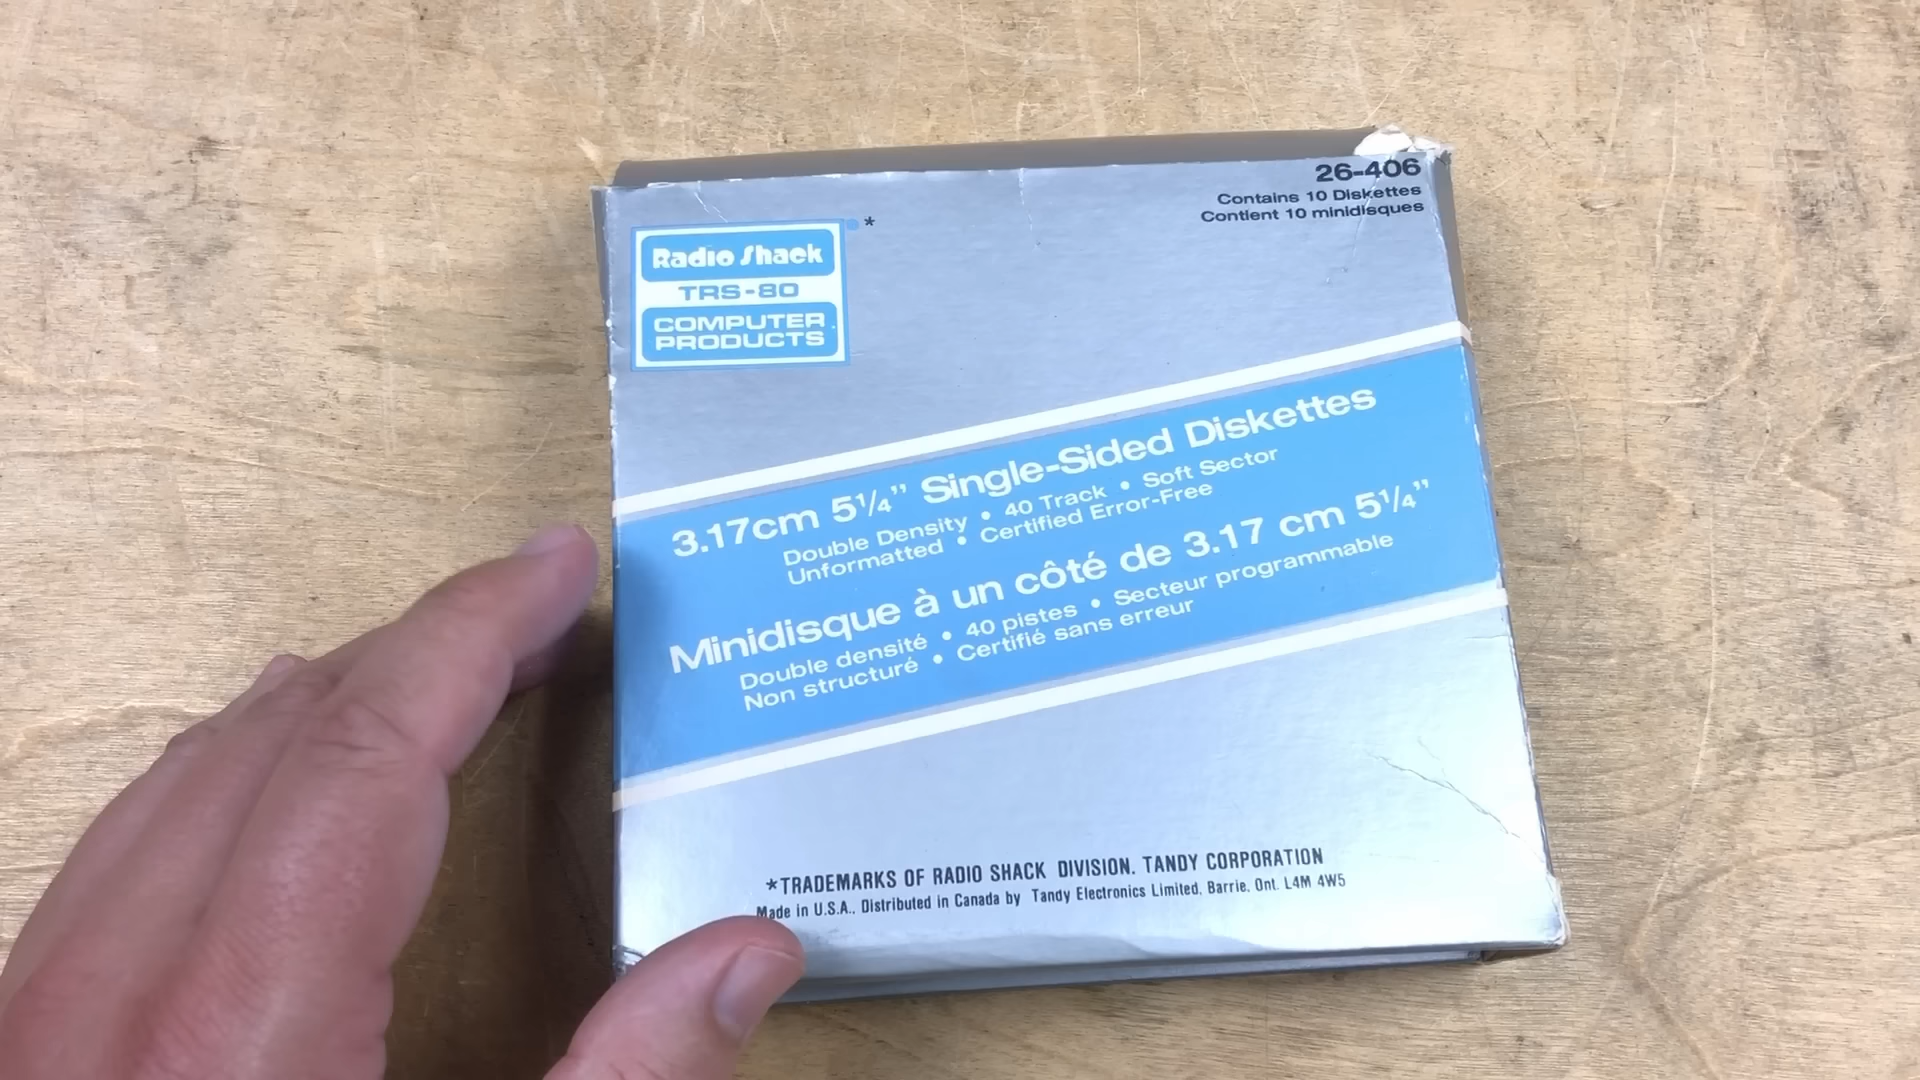 26-406
Contains 10 Diskettes
Contient 10 minidisques
*
Radio Shack
TRS-80
COMPUTER
PRODUCTS
3.17cm 5¼” Single-Sided Diskettes
Double Density • 40 Track • Soft Sector
Unformatted • Certified Error-Free
Minidisque à un côté de 3.17 cm 5¼”
Double densité • 40 pistes • Secteur programmable
Non structuré • Certifié sans erreur
*TRADEMARKS OF RADIO SHACK DIVISION. TANDY CORPORATION
Made in U.S.A., Distributed in Canada by Tandy Electronics Limited, Barrie, Ont. L4M 4W5